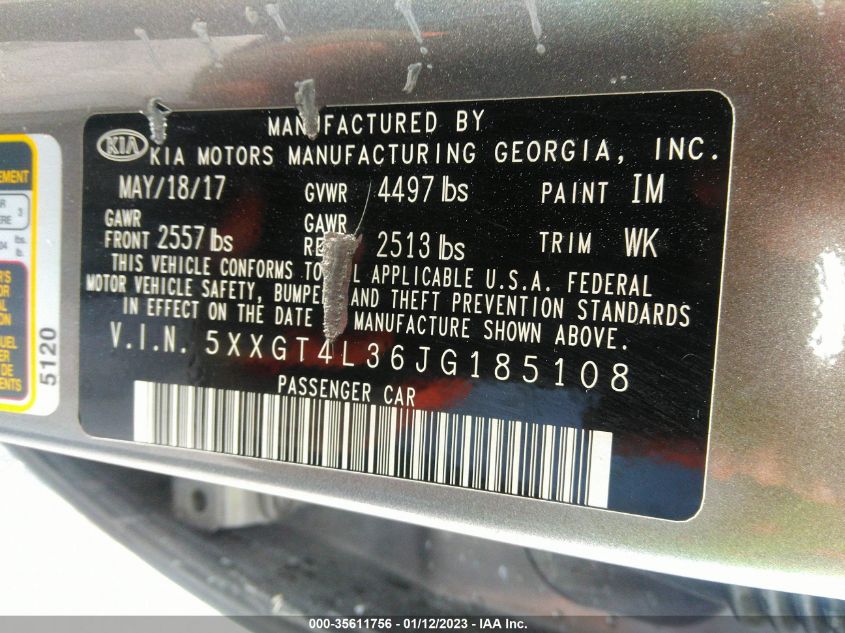 MANUFACTURED BY
KIA KIA MOTORS MANUFACTURING GEORGIA, INC.
MAY/18/17 GVWR 4497 lbs PAINT IM
GAWR FRONT 2557 lbs GAWR 2513 lbs TRIM WK
THIS VEHICLE CONFORMS TO APPLICABLE U.S.A. FEDERAL
MOTOR VEHICLE SAFETY, AND THEFT PREVENTION STANDARDS
IN EFFECT ON THE DATE MANUFACTURE SHOWN ABOVE.
V.I.N. 5XXGT4L36JG185108
PASSENGER CAR
5120
3
000-35611756 - 01/12/2023 - IAA Inc.